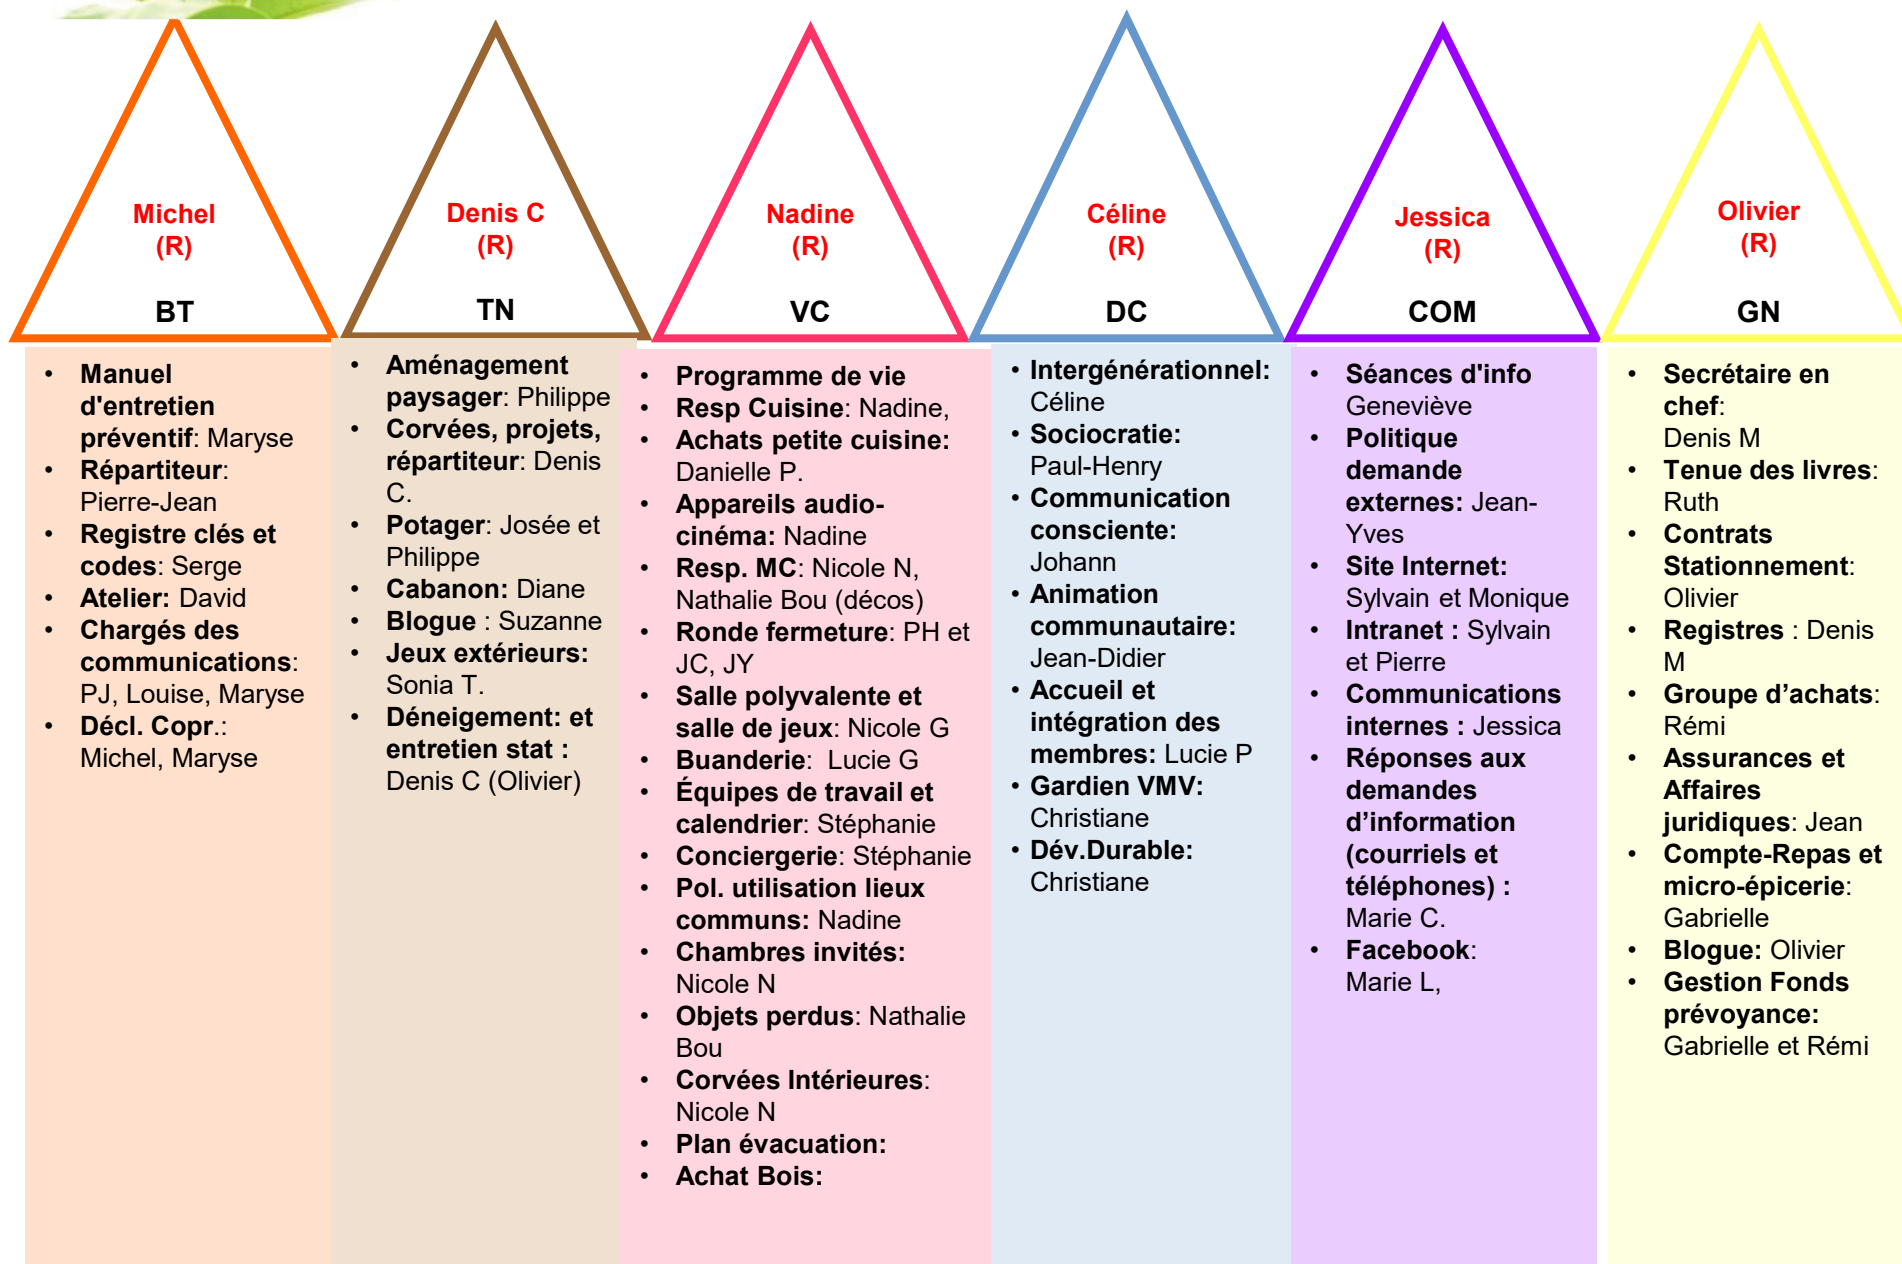 Michel
(R)
BT
Denis C
(R)
TN
Nadine
(R)
VC
Céline
(R)
DC
Jessica
(R)
COM
Olivier
(R)
GN
• Manuel
d'entretien
préventif: Maryse
• Répartiteur:
Pierre-Jean
• Registre clés et
codes: Serge
• Atelier: David
• Chargés des
communications:
PJ, Louise, Maryse
• Décl. Copr.:
Michel, Maryse
• Aménagement
paysager: Philippe
• Corvées, projets,
répartiteur: Denis
C.
• Potager: Josée et
Philippe
• Cabanon: Diane
• Blogue : Suzanne
• Jeux extérieurs:
Sonia T.
• Déneigement: et
entretien stat :
Denis C (Olivier)
• Programme de vie
• Resp Cuisine: Nadine,
• Achats petite cuisine:
Danielle P.
• Appareils audio-
cinéma: Nadine
• Resp. MC: Nicole N,
Nathalie Bou (décos)
• Ronde fermeture: PH et
JC, JY
• Salle polyvalente et
salle de jeux: Nicole G
• Buanderie: Lucie G
• Équipes de travail et
calendrier: Stéphanie
• Conciergerie: Stéphanie
• Pol. utilisation lieux
communs: Nadine
• Chambres invités:
Nicole N
• Objets perdus: Nathalie
Bou
• Corvées Intérieures:
Nicole N
• Plan évacuation:
• Achat Bois:
• Intergénérationnel:
Céline
• Sociocratie:
Paul-Henry
• Communication
consciente:
Johann
• Animation
communautaire:
Jean-Didier
• Accueil et
intégration des
membres: Lucie P
• Gardien VMV:
Christiane
• Dév.Durable:
Christiane
• Séances d'info
Geneviève
• Politique
demande
externes: Jean-
Yves
• Site Internet:
Sylvain et Monique
• Intranet : Sylvain
et Pierre
• Communications
internes : Jessica
• Réponses aux
demandes
d’information
(courriels et
téléphones) :
Marie C.
• Facebook:
Marie L,
• Secrétaire en
chef:
Denis M
• Tenue des livres:
Ruth
• Contrats
Stationnement:
Olivier
• Registres : Denis
M
• Groupe d’achats:
Rémi
• Assurances et
Affaires
juridiques: Jean
• Compte-Repas et
micro-épicerie:
Gabrielle
• Blogue: Olivier
• Gestion Fonds
prévoyance:
Gabrielle et Rémi